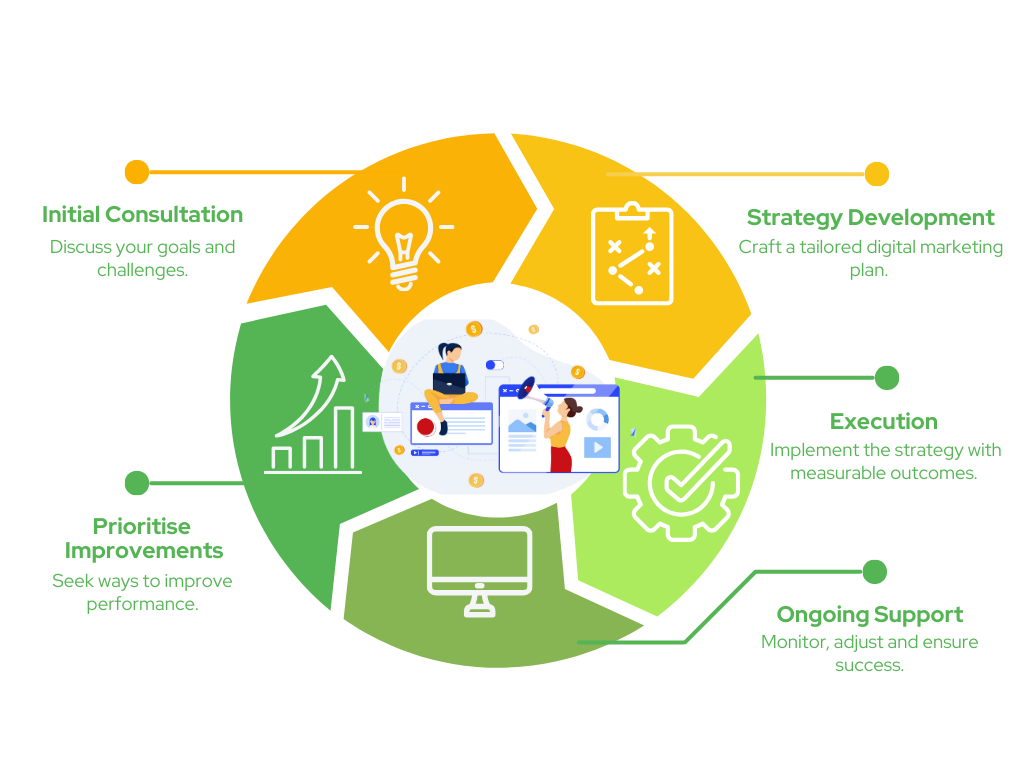 Initial Consultation
Discuss your goals and
challenges.
Strategy Development
Craft a tailored digital marketing
plan.
Execution
Implement the strategy with
measurable outcomes.
Prioritise
Improvements
Seek ways to improve
performance.
Ongoing Support
Monitor, adjust and ensure
success.